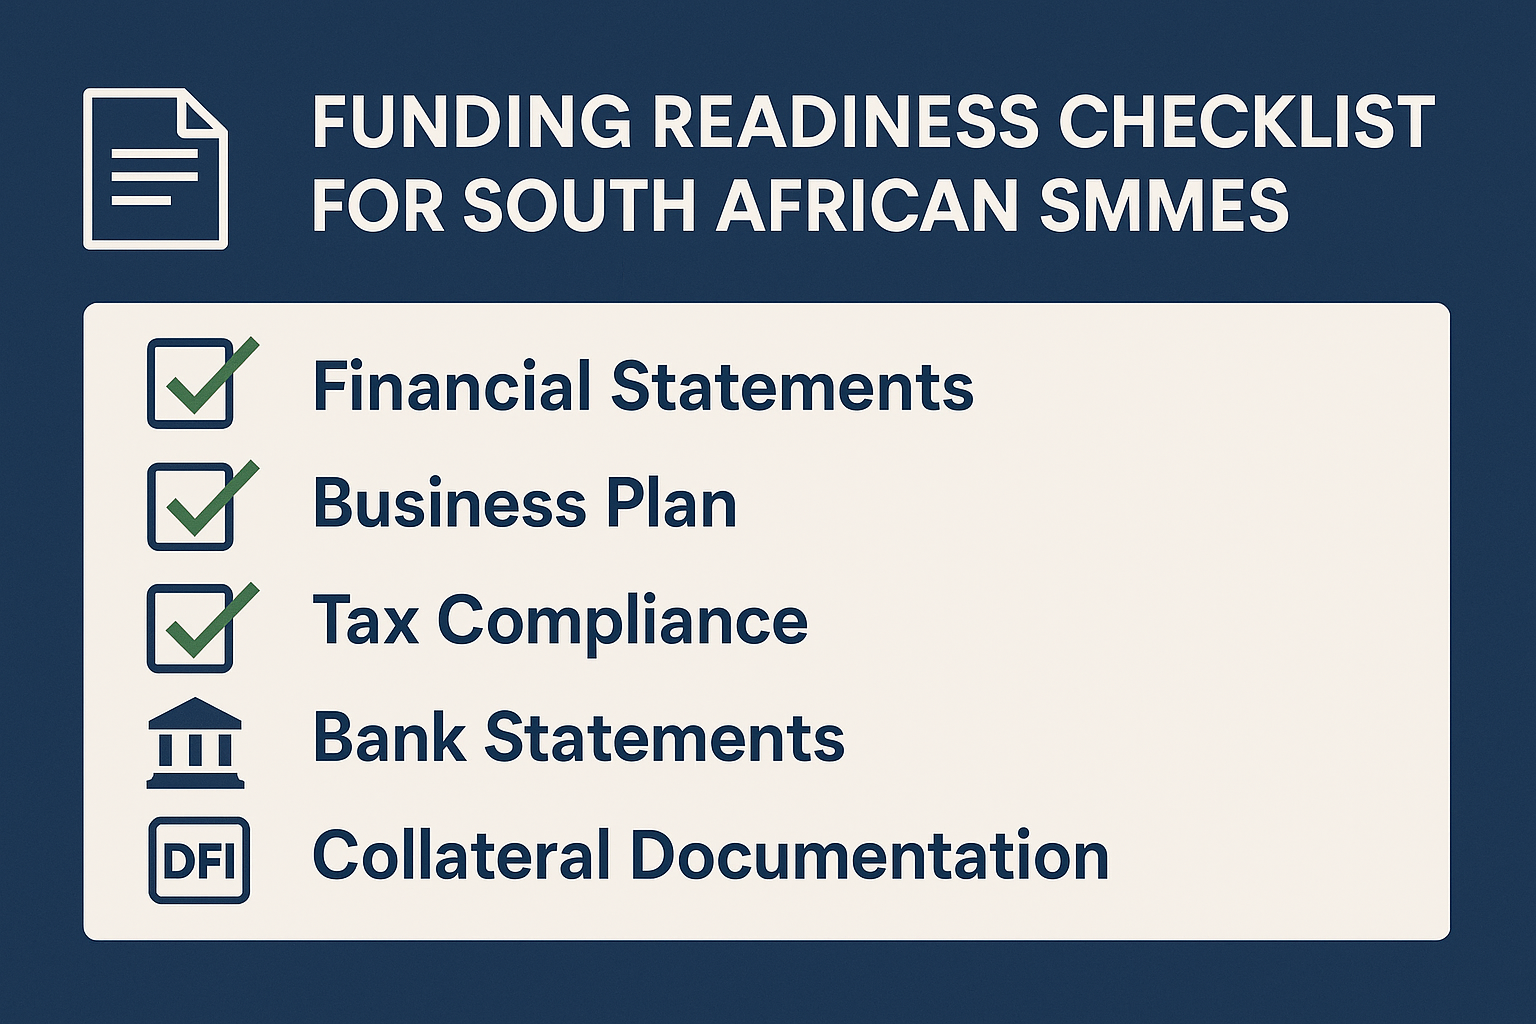 FUNDING READINESS CHECKLIST
FOR SOUTH AFRICAN SMMES
Financial Statements
Business Plan
Tax Compliance
Bank Statements
DFI Collateral Documentation